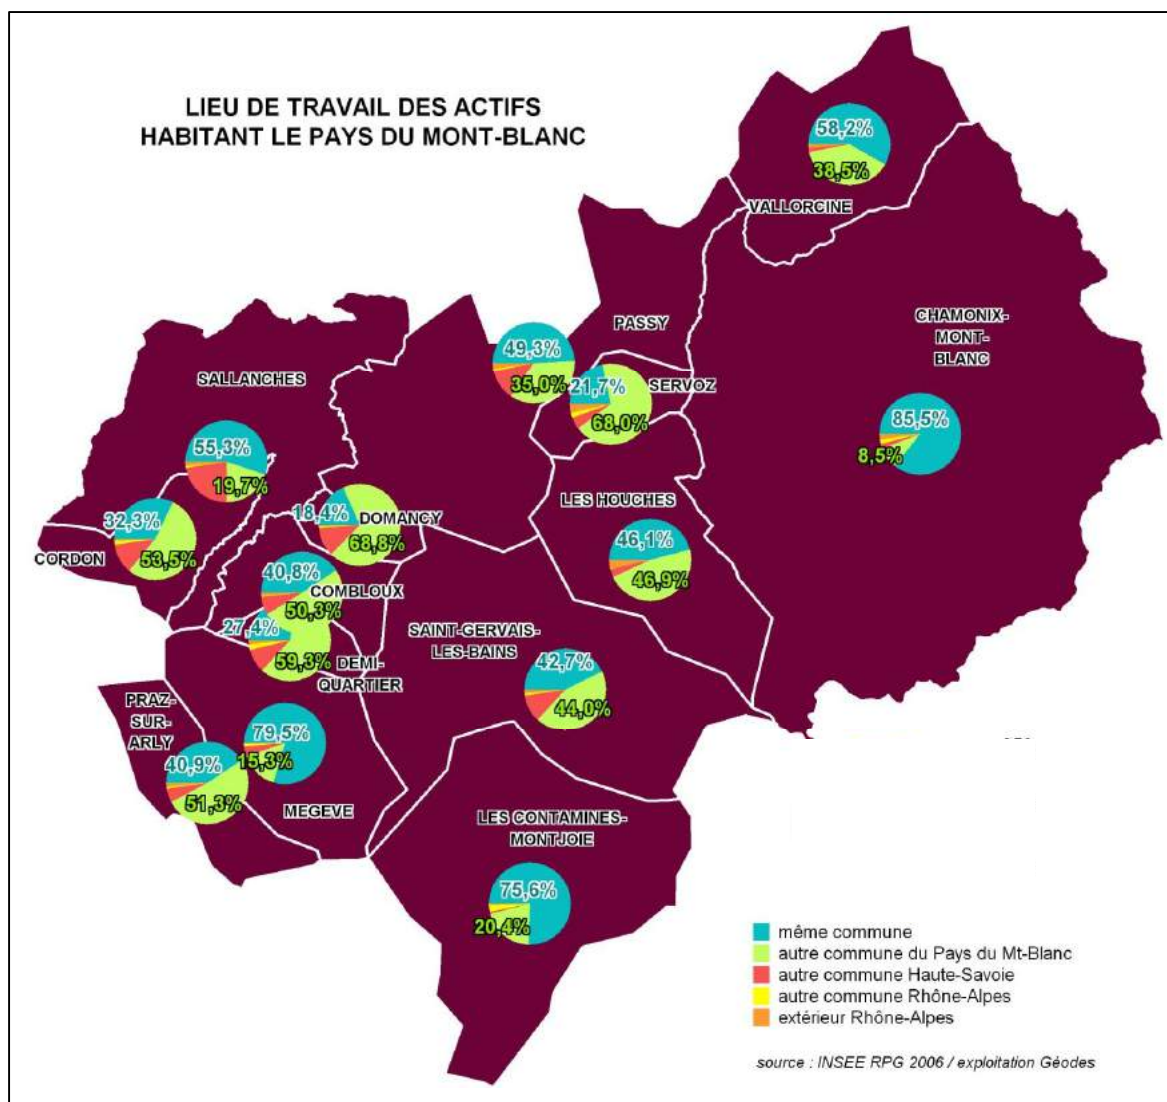 LIEU DE TRAVAIL DES ACTIFS
HABITANT LE PAYS DU MONT-BLANC
58,2%
38,5%
VALLORCINE
PASSY
49,3%
35,0%
CHAMONIX-
MONT-
BLANC
85,5%
8,5%
SERVOZ
21,7%
68,0%
SALLANCHES
55,3%
19,7%
LES HOUCHES
46,1%
46,9%
CORDON
32,3%
53,5%
DOMANCY
18,4%
68,8%
COMBLOUX
40,8%
50,3%
27,4%
59,3%
DEMI-
QUARTIER
SAINT-GERVAIS-
LES-BAINS
42,7%
44,0%
PRAZ-
SUR-
ARLY
40,9%
51,3%
79,5%
15,3%
MEGEVE
LES CONTAMINES-
MONTJOIE
75,6%
20,4%
même commune
autre commune du Pays du Mt-Blanc
autre commune Haute-Savoie
autre commune Rhône-Alpes
extérieur Rhône-Alpes
source : INSEE RPG 2006 / exploitation Géodes